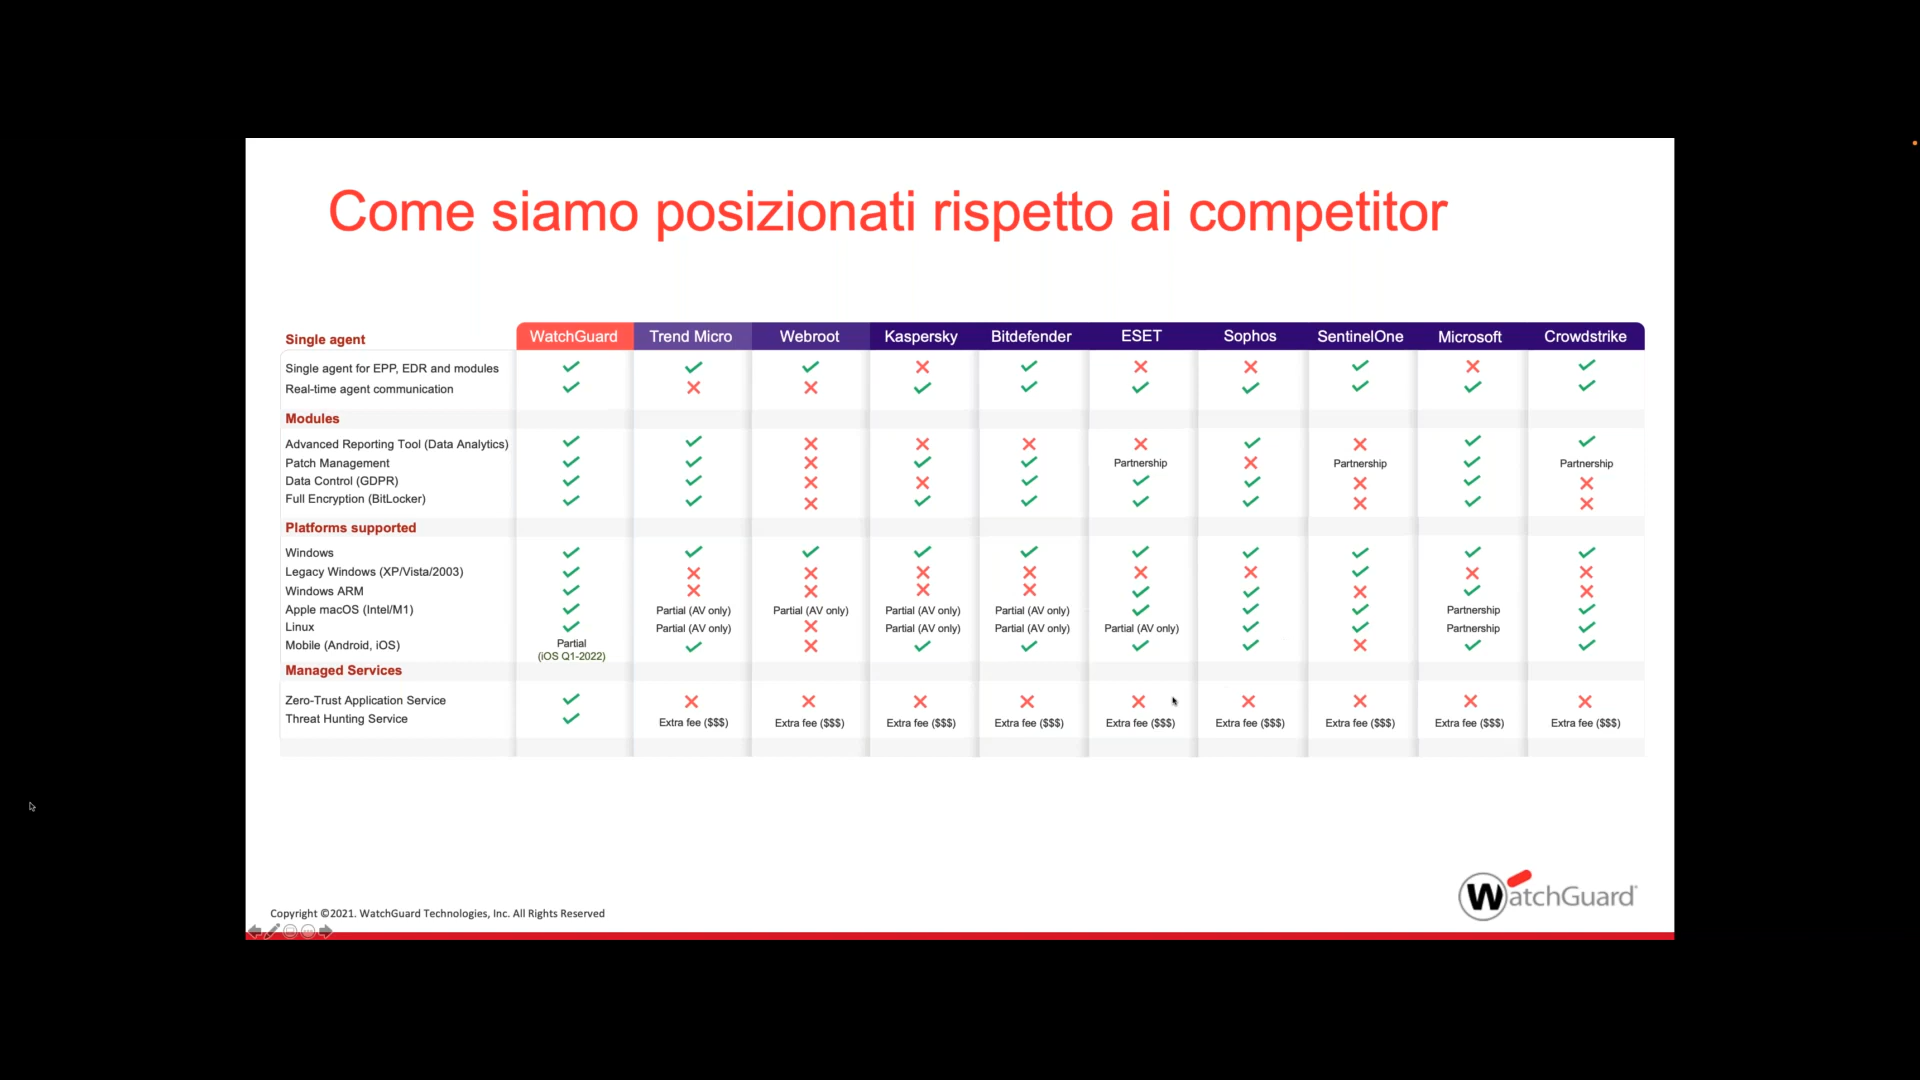 Come siamo posizionati rispetto ai competitor
Single agent WatchGuard Trend Micro Webroot Kaspersky Bitdefender ESET Sophos SentinelOne Microsoft Crowdstrike
Single agent for EPP, EDR and modules ✓ ✓ ✓ ✗ ✓ ✗ ✗ ✓ ✗ ✓
Real-time agent communication ✓ ✗ ✗ ✓ ✓ ✓ ✓ ✓ ✓ ✓
Modules
Advanced Reporting Tool (Data Analytics) ✓ ✓ ✗ ✗ ✗ ✗ ✓ ✗ ✓ ✓
Patch Management ✓ ✓ ✗ ✓ ✓ Partnership ✗ Partnership ✓ Partnership
Data Control (GDPR) ✓ ✓ ✗ ✗ ✓ ✓ ✓ ✗ ✓ ✗
Full Encryption (BitLocker) ✓ ✓ ✗ ✓ ✓ ✓ ✓ ✗ ✓ ✗
Platforms supported
Windows ✓ ✓ ✓ ✓ ✓ ✓ ✓ ✓ ✓ ✓
Legacy Windows (XP/Vista/2003) ✓ ✗ ✗ ✗ ✗ ✗ ✗ ✓ ✗ ✗
Windows ARM ✓ ✗ ✗ ✗ ✗ ✓ ✓ ✗ ✓ ✗
Apple macOS (Intel/M1) ✓ Partial (AV only) Partial (AV only) Partial (AV only) Partial (AV only) ✓ ✓ ✓ Partnership ✓
Linux ✓ Partial (AV only) ✗ Partial (AV only) Partial (AV only) Partial (AV only) ✓ ✓ Partnership ✓
Mobile (Android, iOS) Partial ✓ ✗ ✓ ✓ ✓ ✓ ✗ ✓ ✓
(iOS Q1-2022)
Managed Services
Zero-Trust Application Service ✓ ✗ ✗ ✗ ✗ ✗ ✗ ✗ ✗ ✗
Threat Hunting Service ✓ Extra fee ($$$) Extra fee ($$$) Extra fee ($$$) Extra fee ($$$) Extra fee ($$$) Extra fee ($$$) Extra fee ($$$) Extra fee ($$$) Extra fee ($$$)
WatchGuard
Copyright ©2021. WatchGuard Technologies, Inc. All Rights Reserved